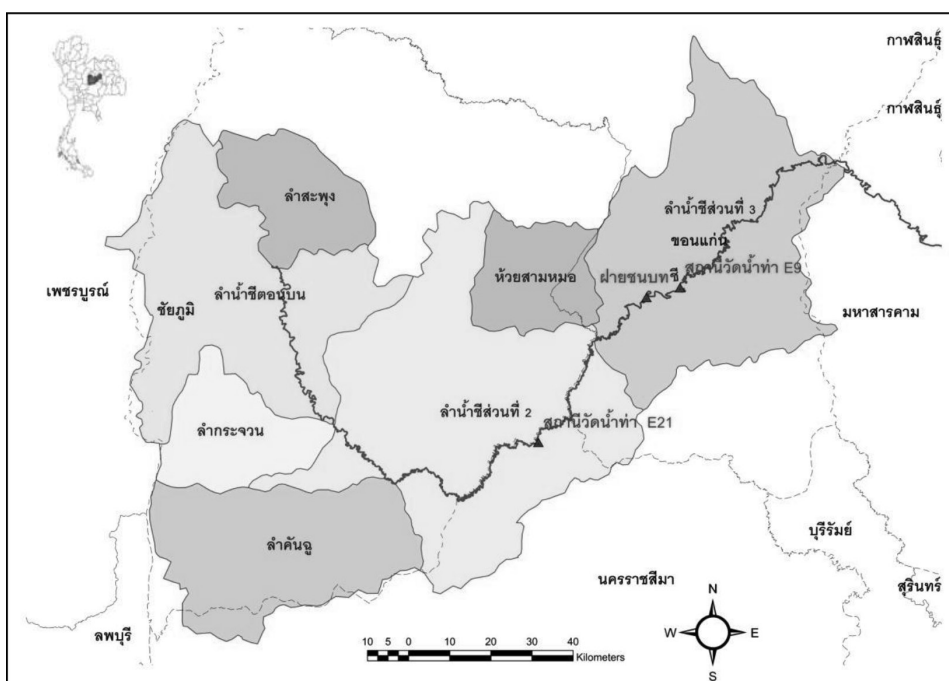 กาฬสินธุ์
กาฬสินธุ์
ลำสะพุง
ลำน้ำชีส่วนที่ 3
ขอนแก่น
ห้วยสามหมอ
ฝายชนบท
ชี
สถานีวัดน้ำท่า E9
เพชรบูรณ์
ชัยภูมิ
ลำน้ำชีตอนบน
มหาสารคาม
ลำน้ำชีส่วนที่ 2
สถานีวัดน้ำท่า E21
ลำกระจวน
ลำคันฉู
บุรีรัมย์
นครราชสีมา
สุรินทร์
ลพบุรี
N
W
E
S
10 5 0 10 20 30 40
Kilometers